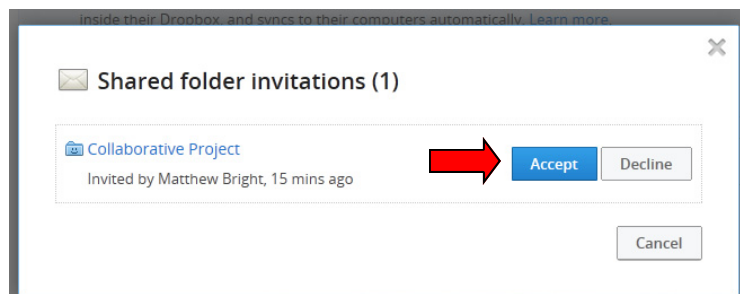 inside their Dropbox, and syncs to their computers automatically. Learn more.
Shared folder invitations (1)
Collaborative Project
Invited by Matthew Bright, 15 mins ago
Accept
Decline
Cancel